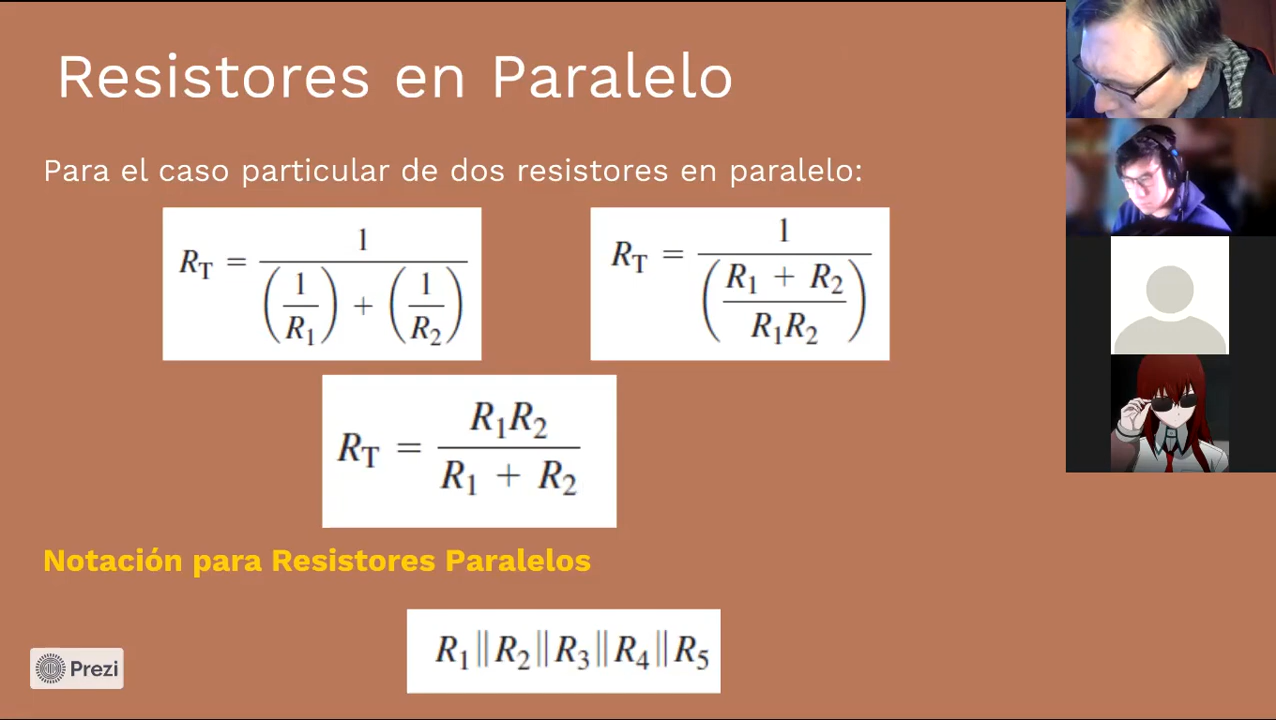 Resistores en Paralelo
Para el caso particular de dos resistores en paralelo:
R_T = 1 / ((1/R_1) + (1/R_2))
R_T = 1 / ((R_1 + R_2)/(R_1R_2))
R_T = R_1R_2 / (R_1 + R_2)
Notación para Resistores Paralelos
R_1||R_2||R_3||R_4||R_5
Prezi